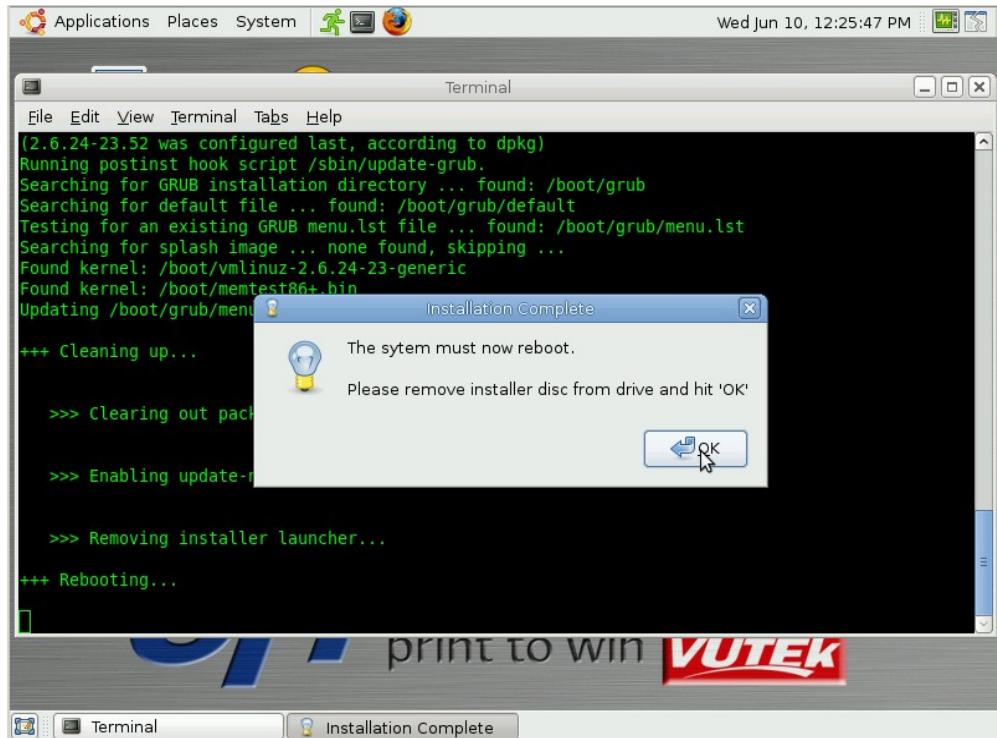 Applications Places System
Wed Jun 10, 12:25:47 PM
Terminal
File Edit View Terminal Tabs Help
(2.6.24-23.52 was configured last, according to dpkg)
Running postinst hook script /sbin/update-grub.
Searching for GRUB installation directory ... found: /boot/grub
Searching for default file ... found: /boot/grub/default
Testing for an existing GRUB menu.lst file ... found: /boot/grub/menu.lst
Searching for splash image ... none found, skipping ...
Found kernel: /boot/vmlinuz-2.6.24-23-generic
Found kernel: /boot/memtest86+.bin
Updating /boot/grub/menu
+++ Cleaning up...
>>> Clearing out pack
>>> Enabling update-
>>> Removing installer launcher...
+++ Rebooting...
Installation Complete
The sytem must now reboot.
Please remove installer disc from drive and hit 'OK'
OK
print to win VUTEK
Terminal
Installation Complete